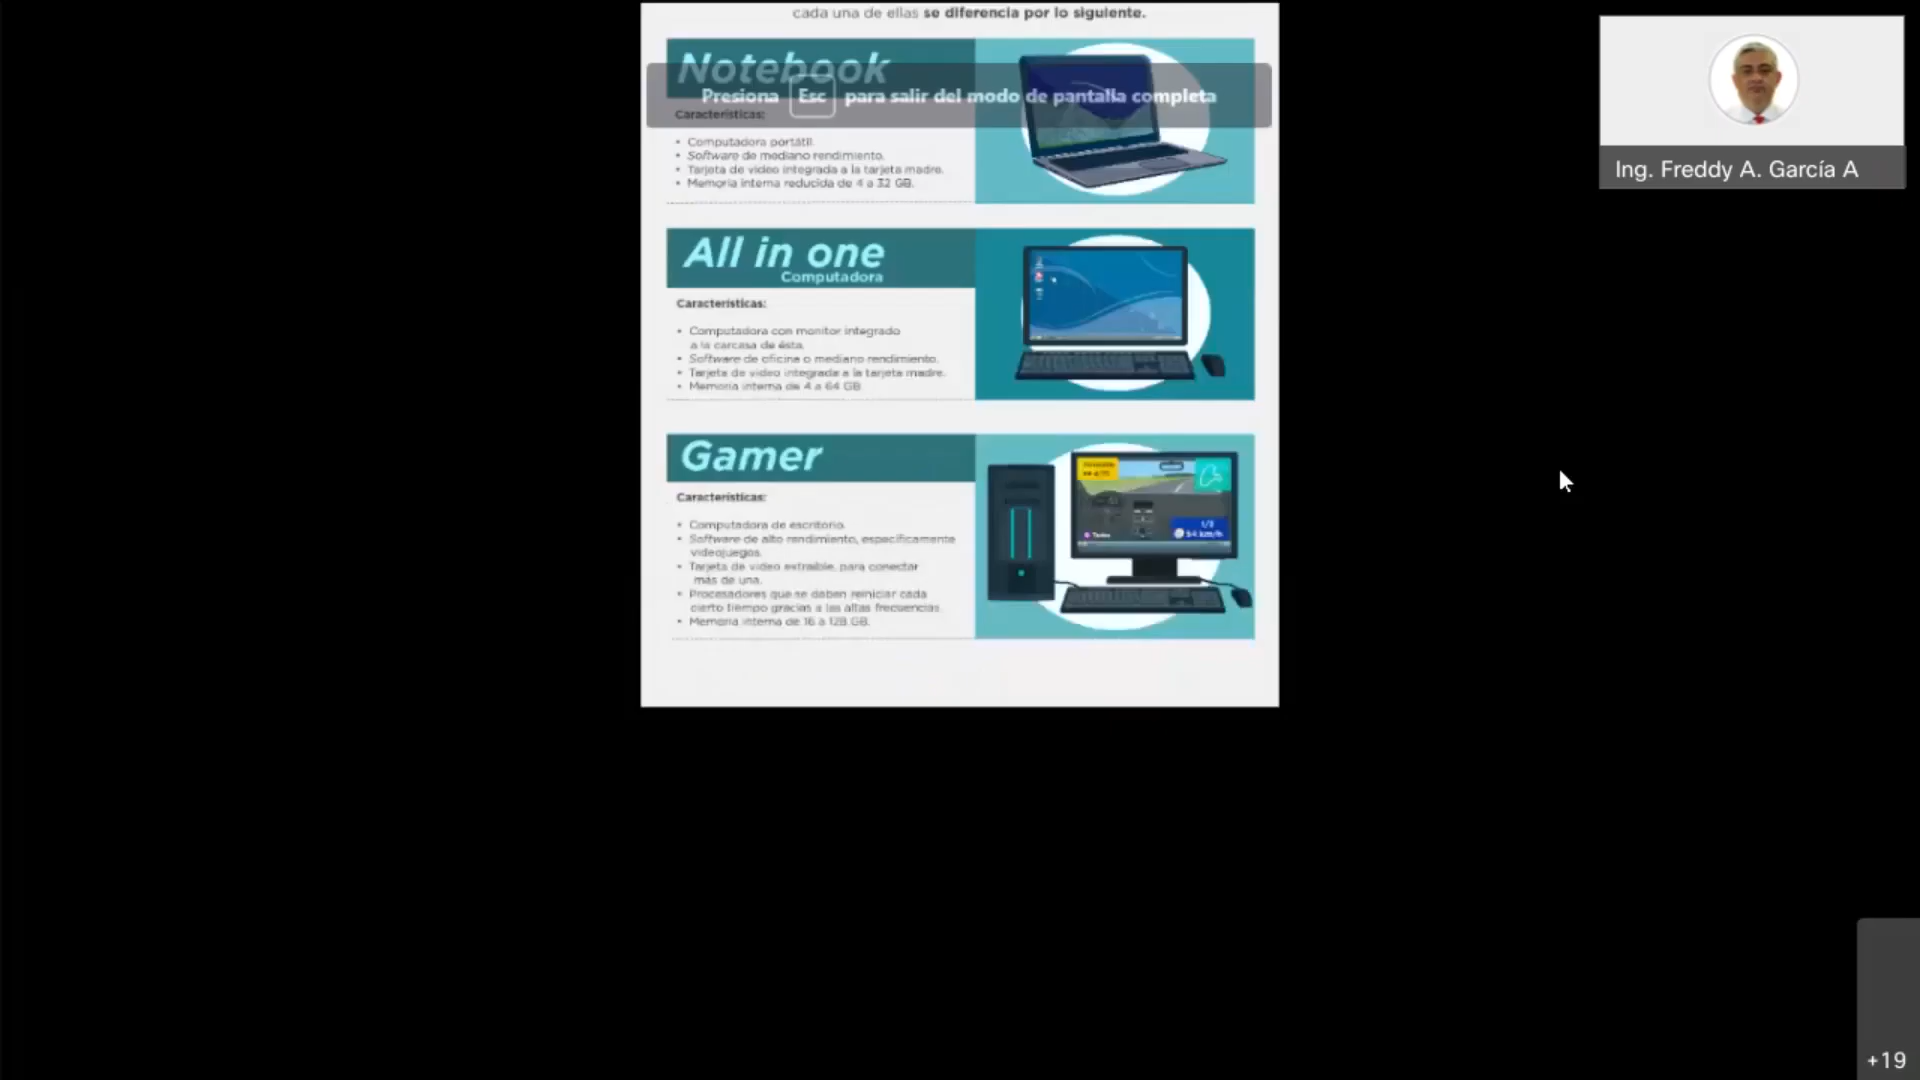 cada una de ellas se diferencia por lo siguiente.
Notebook
Presiona Esc para salir del modo de pantalla completa
Características:
• Computadora portátil.
• Software de mediano rendimiento.
• Tarjeta de video integrada a la tarjeta madre.
• Memoria interna reducida de 4 a 32 GB.
All in one
Computadora
Características:
• Computadora con monitor integrado
a la carcasa de ésta.
• Software de oficina o mediano rendimiento.
• Tarjeta de video integrada a la tarjeta madre.
• Memoria interna de 4 a 64 GB
Gamer
Características:
• Computadora de escritorio.
• Software de alto rendimiento, específicamente
videojuegos.
• Tarjeta de video extraíble, para conectar
más de una.
• Procesadores que se deben reiniciar cada
cierto tiempo gracias a las altas frecuencias.
• Memoria interna de 16 a 128 GB.
1/3
54 km/h
Ing. Freddy A. García A
+19